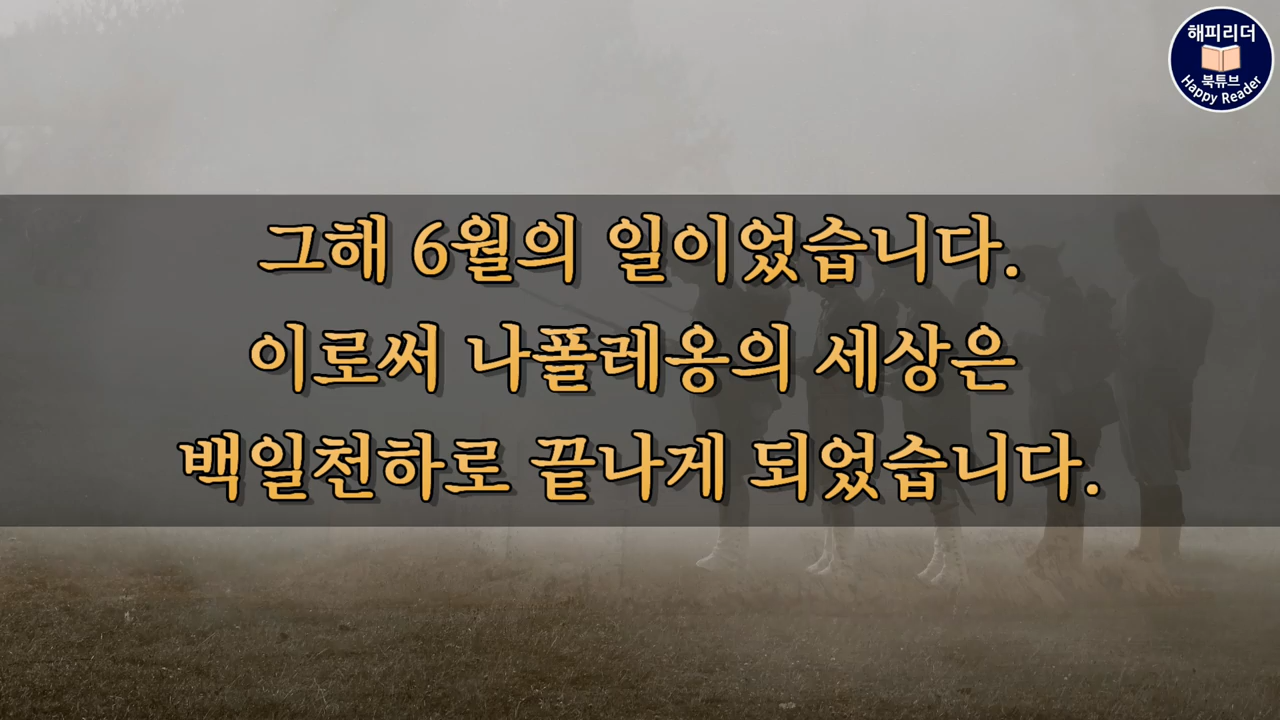 해피리더
북튜브
Happy Reader
그해 6월의 일이었습니다.
이로써 나폴레옹의 세상은
백일천하로 끝나게 되었습니다.